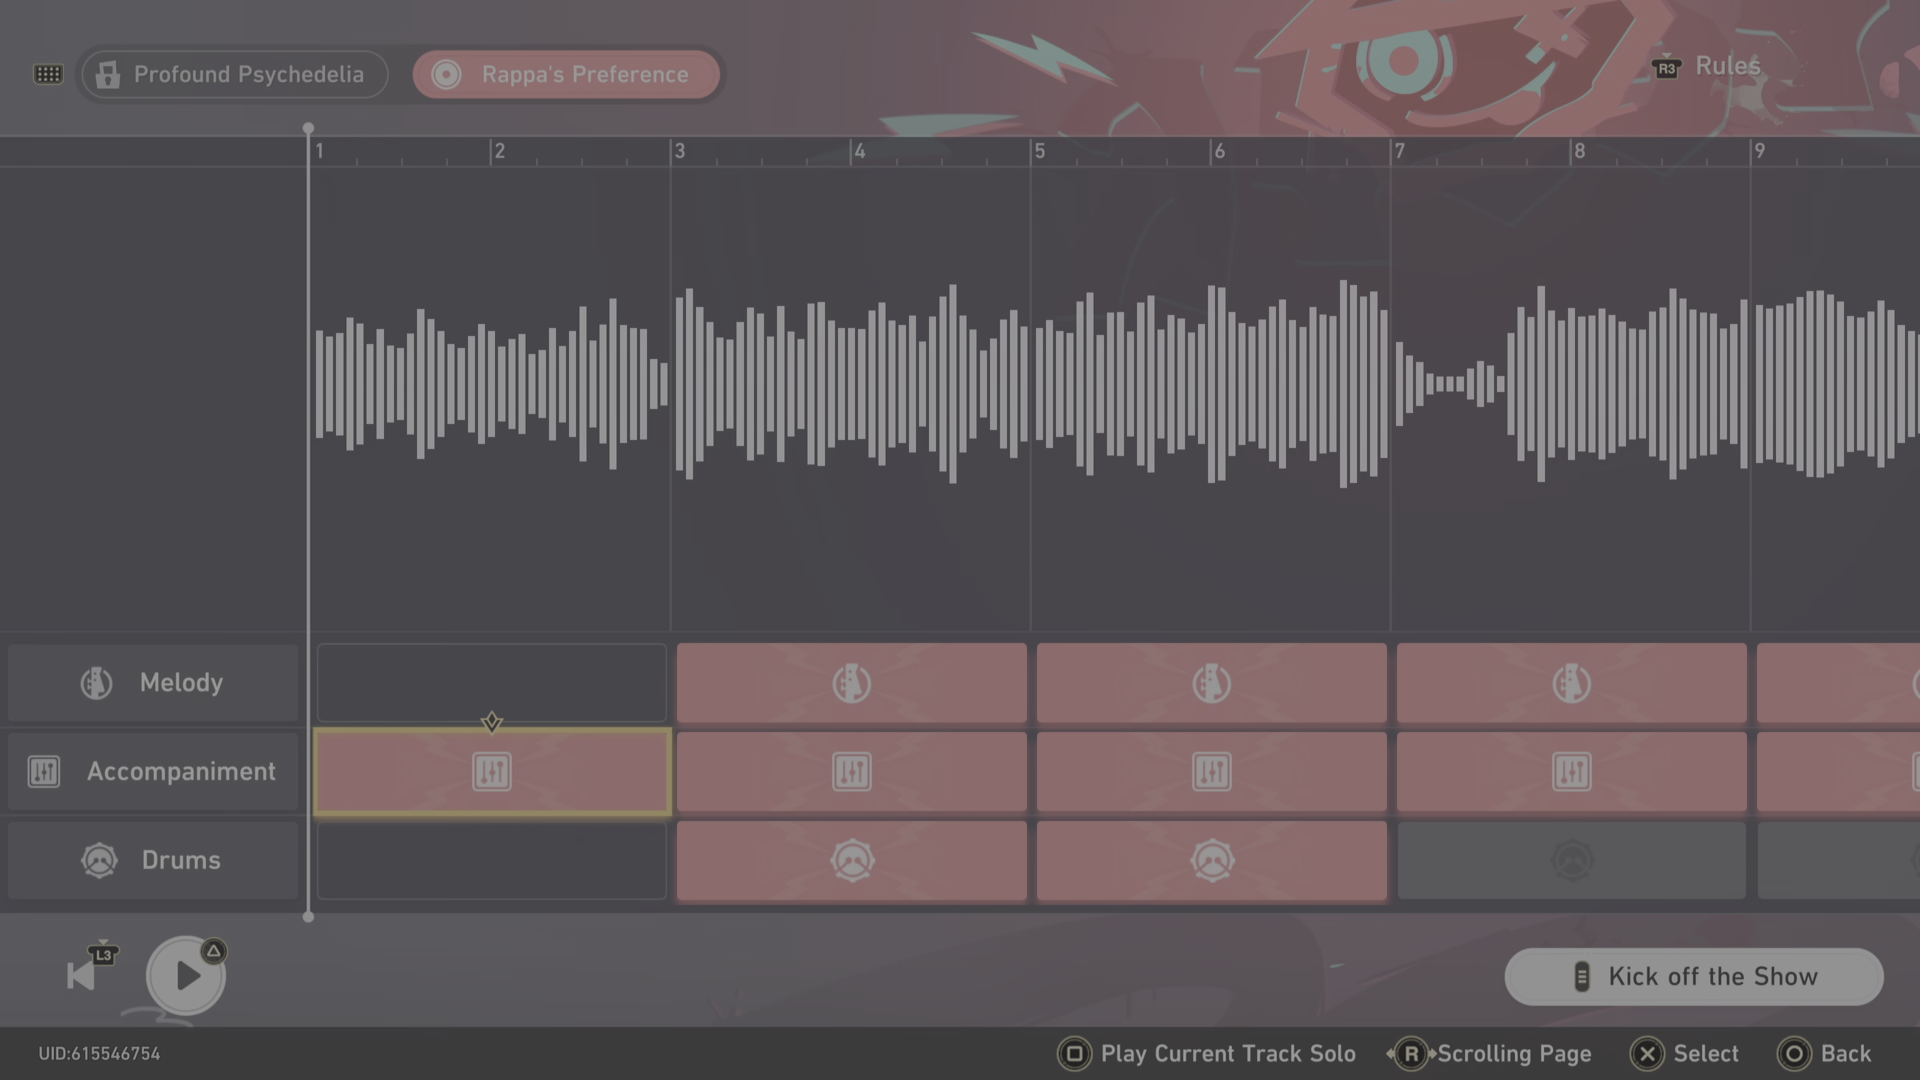 Profound Psychedelia
Rappa's Preference
R3 Rules
1 2 3 4 5 6 7 8 9
Melody
Accompaniment
Drums
L3
Kick off the Show
UID:615546754
Play Current Track Solo
R Scrolling Page
Select
Back